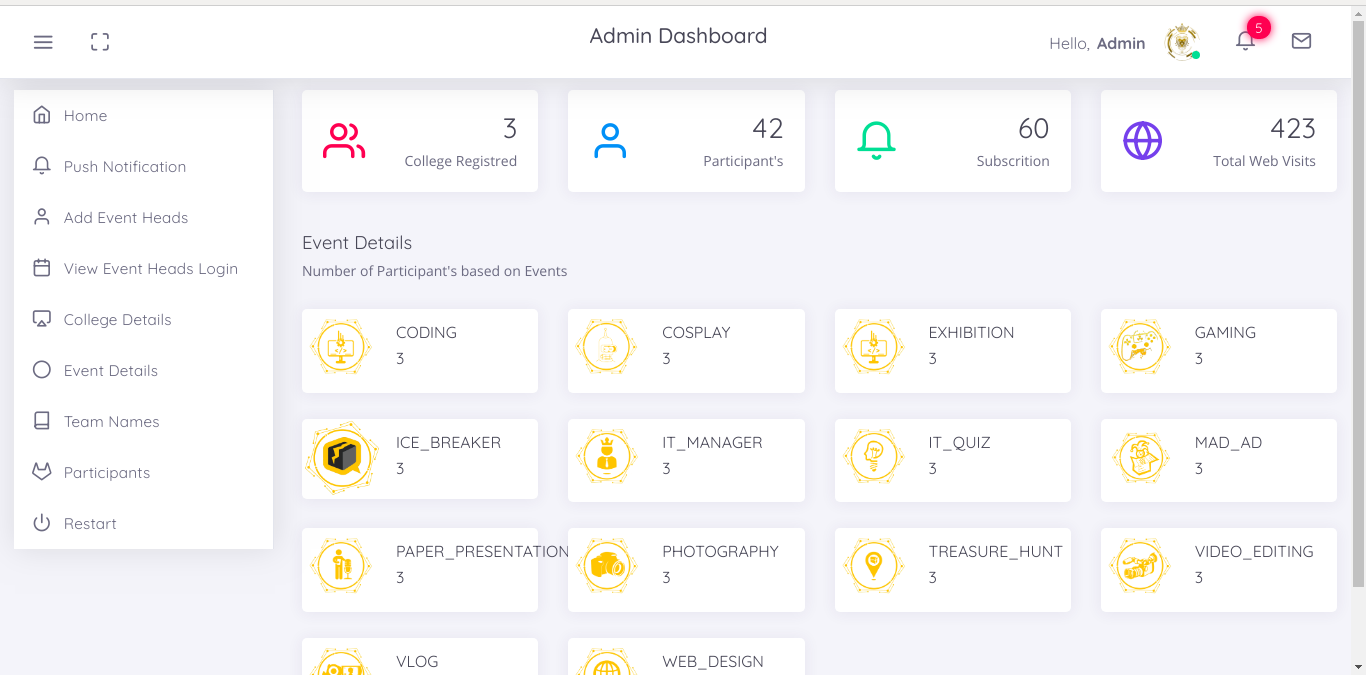 Admin Dashboard
Hello, Admin
5
Home
Push Notification
Add Event Heads
View Event Heads Login
College Details
Event Details
Team Names
Participants
Restart
3
College Registred
42
Participant's
60
Subscrition
423
Total Web Visits
Event Details
Number of Participant's based on Events
CODING
3
COSPLAY
3
EXHIBITION
3
GAMING
3
ICE_BREAKER
3
IT_MANAGER
3
IT_QUIZ
3
MAD_AD
3
PAPER_PRESENTATION
3
PHOTOGRAPHY
3
TREASURE_HUNT
3
VIDEO_EDITING
3
VLOG
WEB_DESIGN